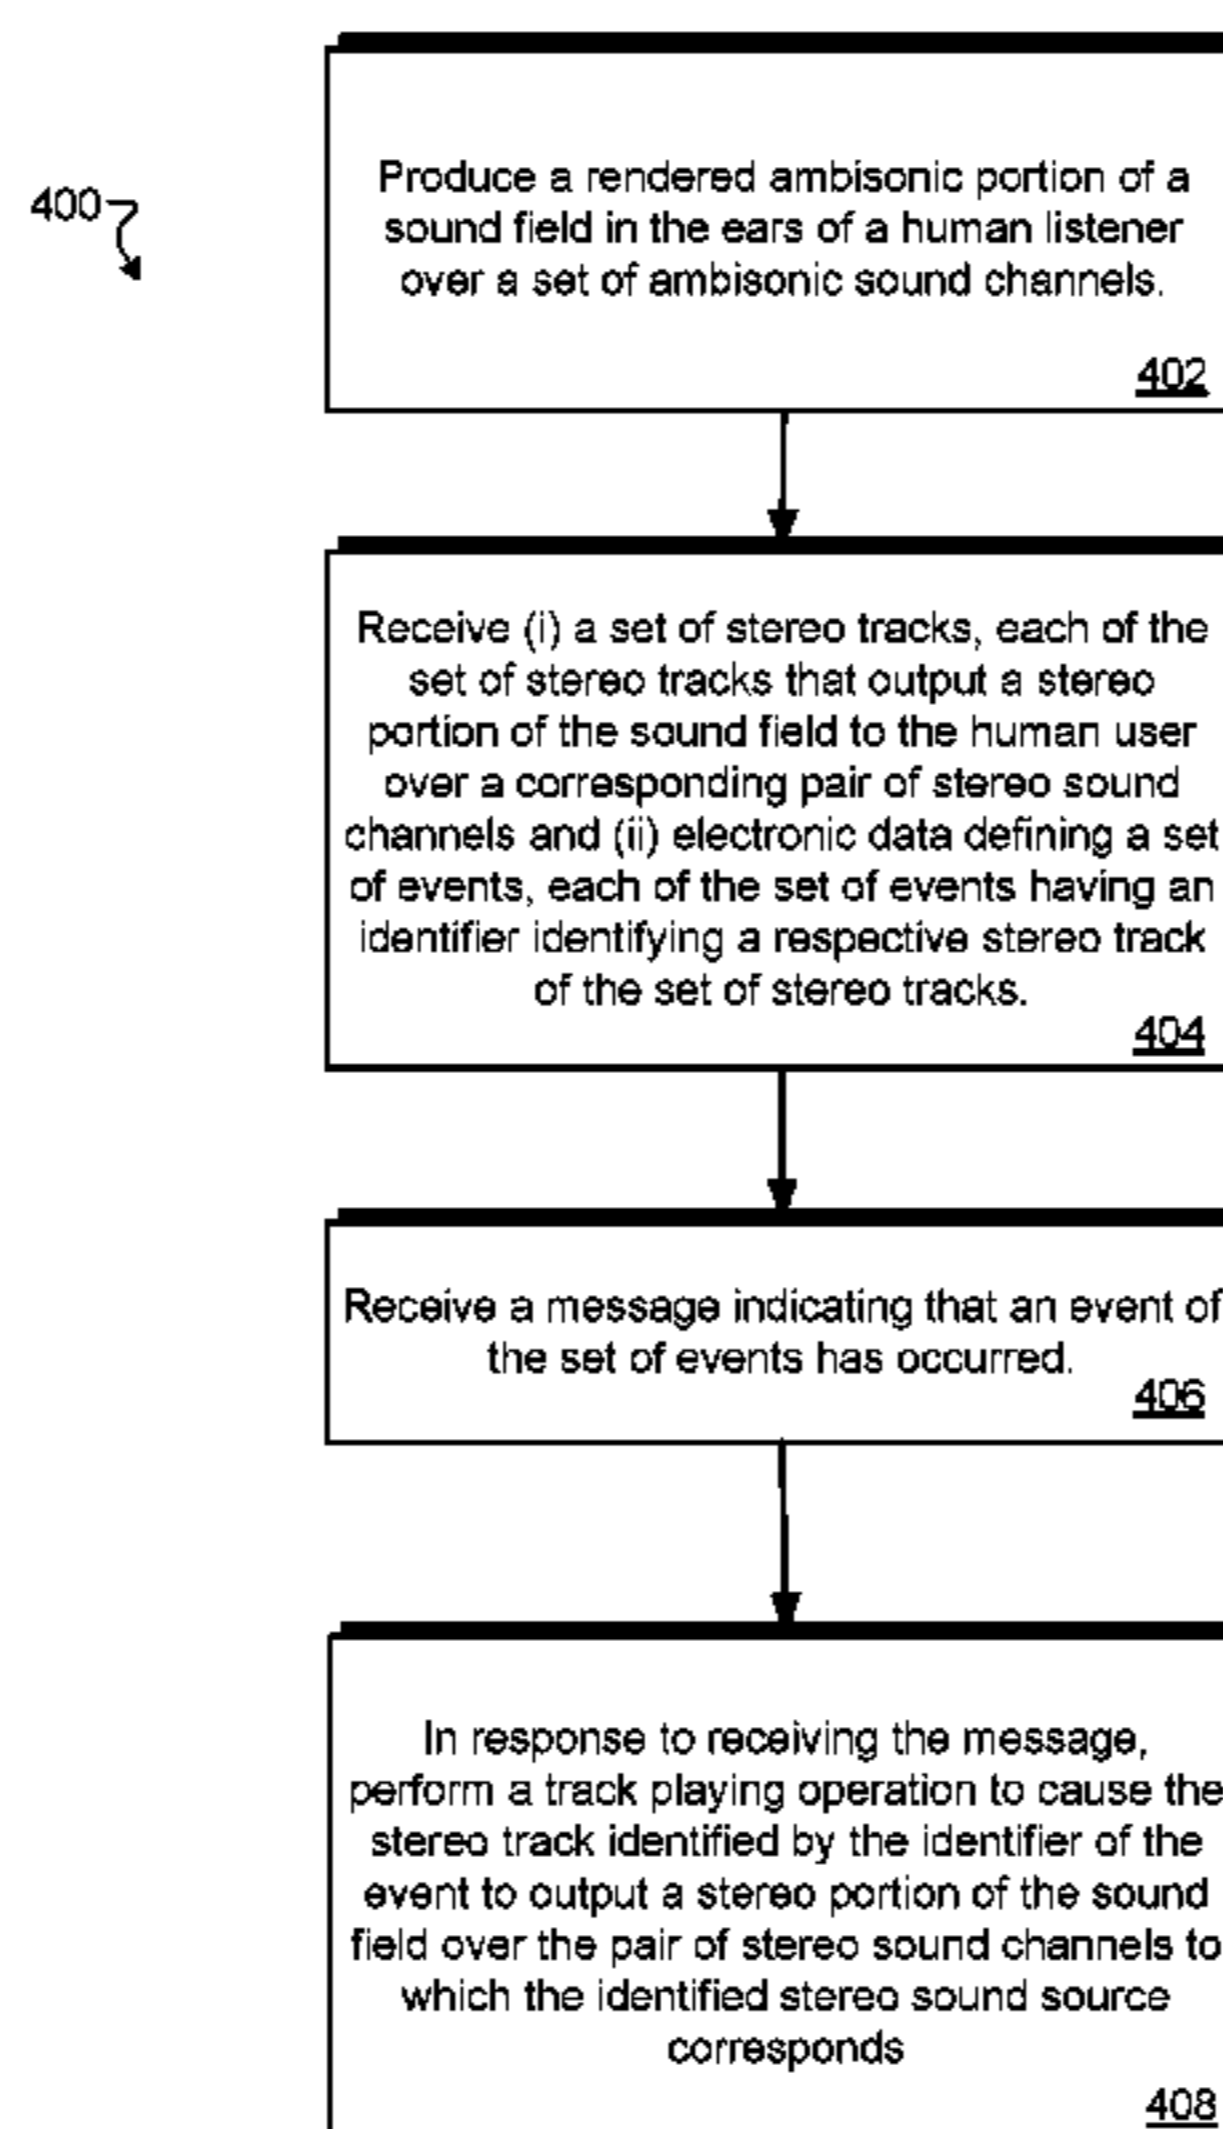 400
Produce a rendered ambisonic portion of a
sound field in the ears of a human listener
over a set of ambisonic sound channels.
402
Receive (i) a set of stereo tracks, each of the
set of stereo tracks that output a stereo
portion of the sound field to the human user
over a corresponding pair of stereo sound
channels and (ii) electronic data defining a set
of events, each of the set of events having an
identifier identifying a respective stereo track
of the set of stereo tracks.
404
Receive a message indicating that an event of
the set of events has occurred.
406
In response to receiving the message,
perform a track playing operation to cause the
stereo track identified by the identifier of the
event to output a stereo portion of the sound
field over the pair of stereo sound channels to
which the identified stereo sound source
corresponds
408